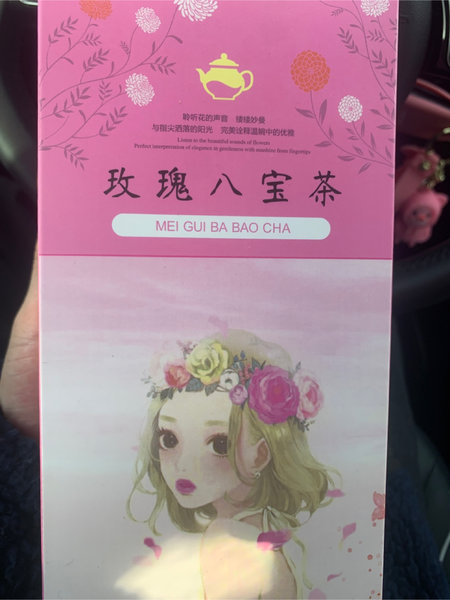 聆听花的声音 缕缕妙曼
与指尖洒落的阳光 完美诠释温婉中的优雅
Listen to the beautiful sounds of flowers
Perfect interpretation of elegance in gentleness with sunshine from fingertips
玫瑰八宝茶
MEI GUI BA BAO CHA